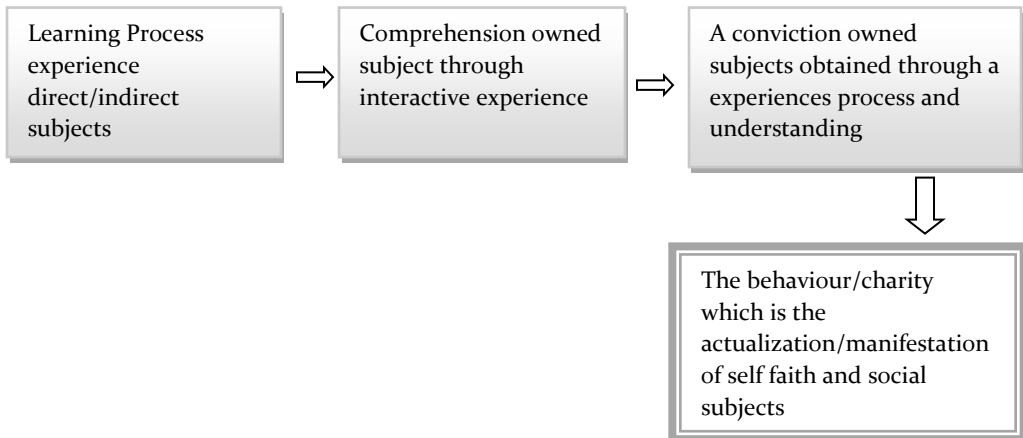 Learning Process
experience
direct/indirect
subjects
Comprehension owned
subject through
interactive experience
A conviction owned
subjects obtained through a
experiences process and
understanding
The behaviour/charity
which is the
actualization/manifestation
of self faith and social
subjects